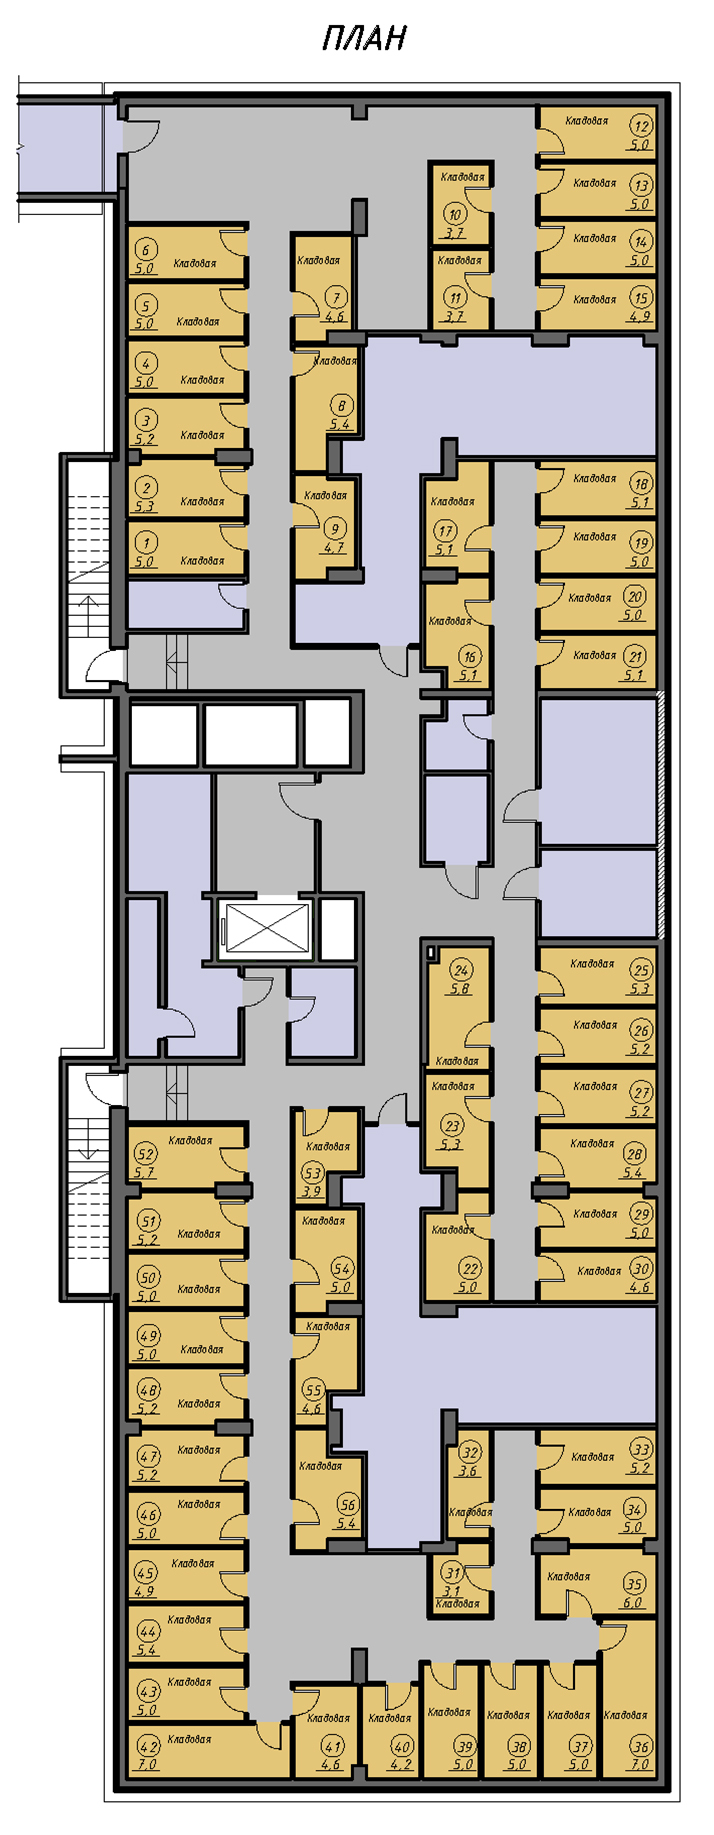 ПЛАН
Кладовая 12 5,0
Кладовая 13 5,0
Кладовая 10 3,7
Кладовая 14 5,0
6 5,0 Кладовая
Кладовая 7 4,6
Кладовая 11 3,7
Кладовая 15 4,9
5 5,0 Кладовая
4 5,0 Кладовая
Кладовая 8 5,4
3 5,2 Кладовая
2 5,3 Кладовая
Кладовая 9 4,7
Кладовая 17 5,1
Кладовая 18 5,1
1 5,0 Кладовая
Кладовая 19 5,0
Кладовая 20 5,0
Кладовая 16 5,1
Кладовая 21 5,1
24 5,8 Кладовая
Кладовая 25 5,3
Кладовая 26 5,2
Кладовая 23 5,3
Кладовая 27 5,2
52 5,7 Кладовая
Кладовая 53 3,9
Кладовая 28 5,4
51 5,2 Кладовая
Кладовая 54 5,0
Кладовая 22 5,0
Кладовая 29 5,0
50 5,0 Кладовая
Кладовая 30 4,6
49 5,0 Кладовая
Кладовая 55 4,6
48 5,2 Кладовая
47 5,2 Кладовая
Кладовая 56 5,4
32 3,6 Кладовая
Кладовая 33 5,2
46 5,0 Кладовая
Кладовая 34 5,0
45 4,9 Кладовая
31 3,1 Кладовая
Кладовая 35 6,0
44 5,4 Кладовая
43 5,0 Кладовая
42 7,0 Кладовая
Кладовая 41 4,6
Кладовая 40 4,2
Кладовая 39 5,0
Кладовая 38 5,0
Кладовая 37 5,0
Кладовая 36 7,0